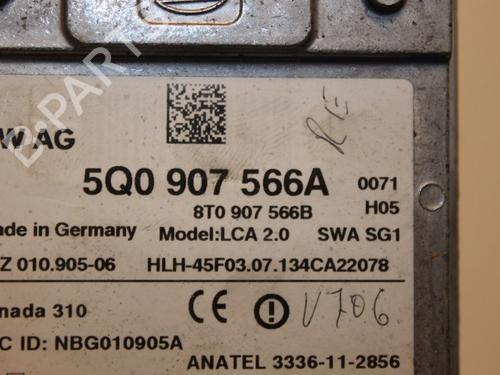 B-PARTS
RE
W AG
5Q0 907 566A 0071
8T0 907 566B H05
ade in Germany Model:LCA 2.0 SWA SG1
Z 010.905-06 HLH-45F03.07.134CA22078
nada 310
CE V706
C ID: NBG010905A
ANATEL 3336-11-2856